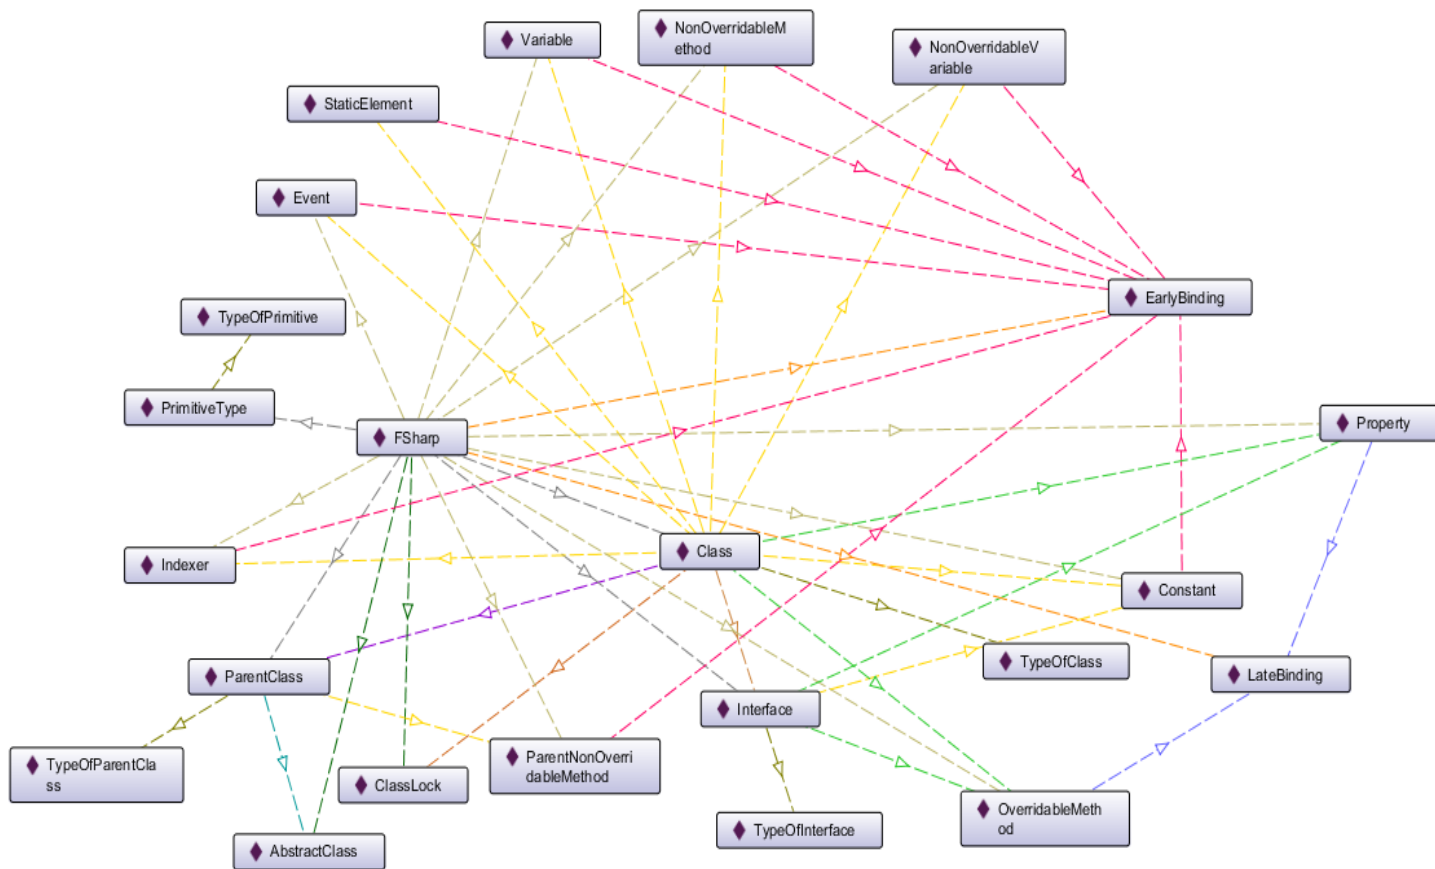 Variable
NonOverridableM
ethod
NonOverridableV
ariable
StaticElement
Event
EarlyBinding
TypeOfPrimitive
PrimitiveType
FSharp
Property
Indexer
Class
Constant
ParentClass
TypeOfClass
LateBinding
Interface
TypeOfParentCla
ss
ClassLock
ParentNonOverri
dableMethod
TypeOfInterface
OverridableMeth
od
AbstractClass